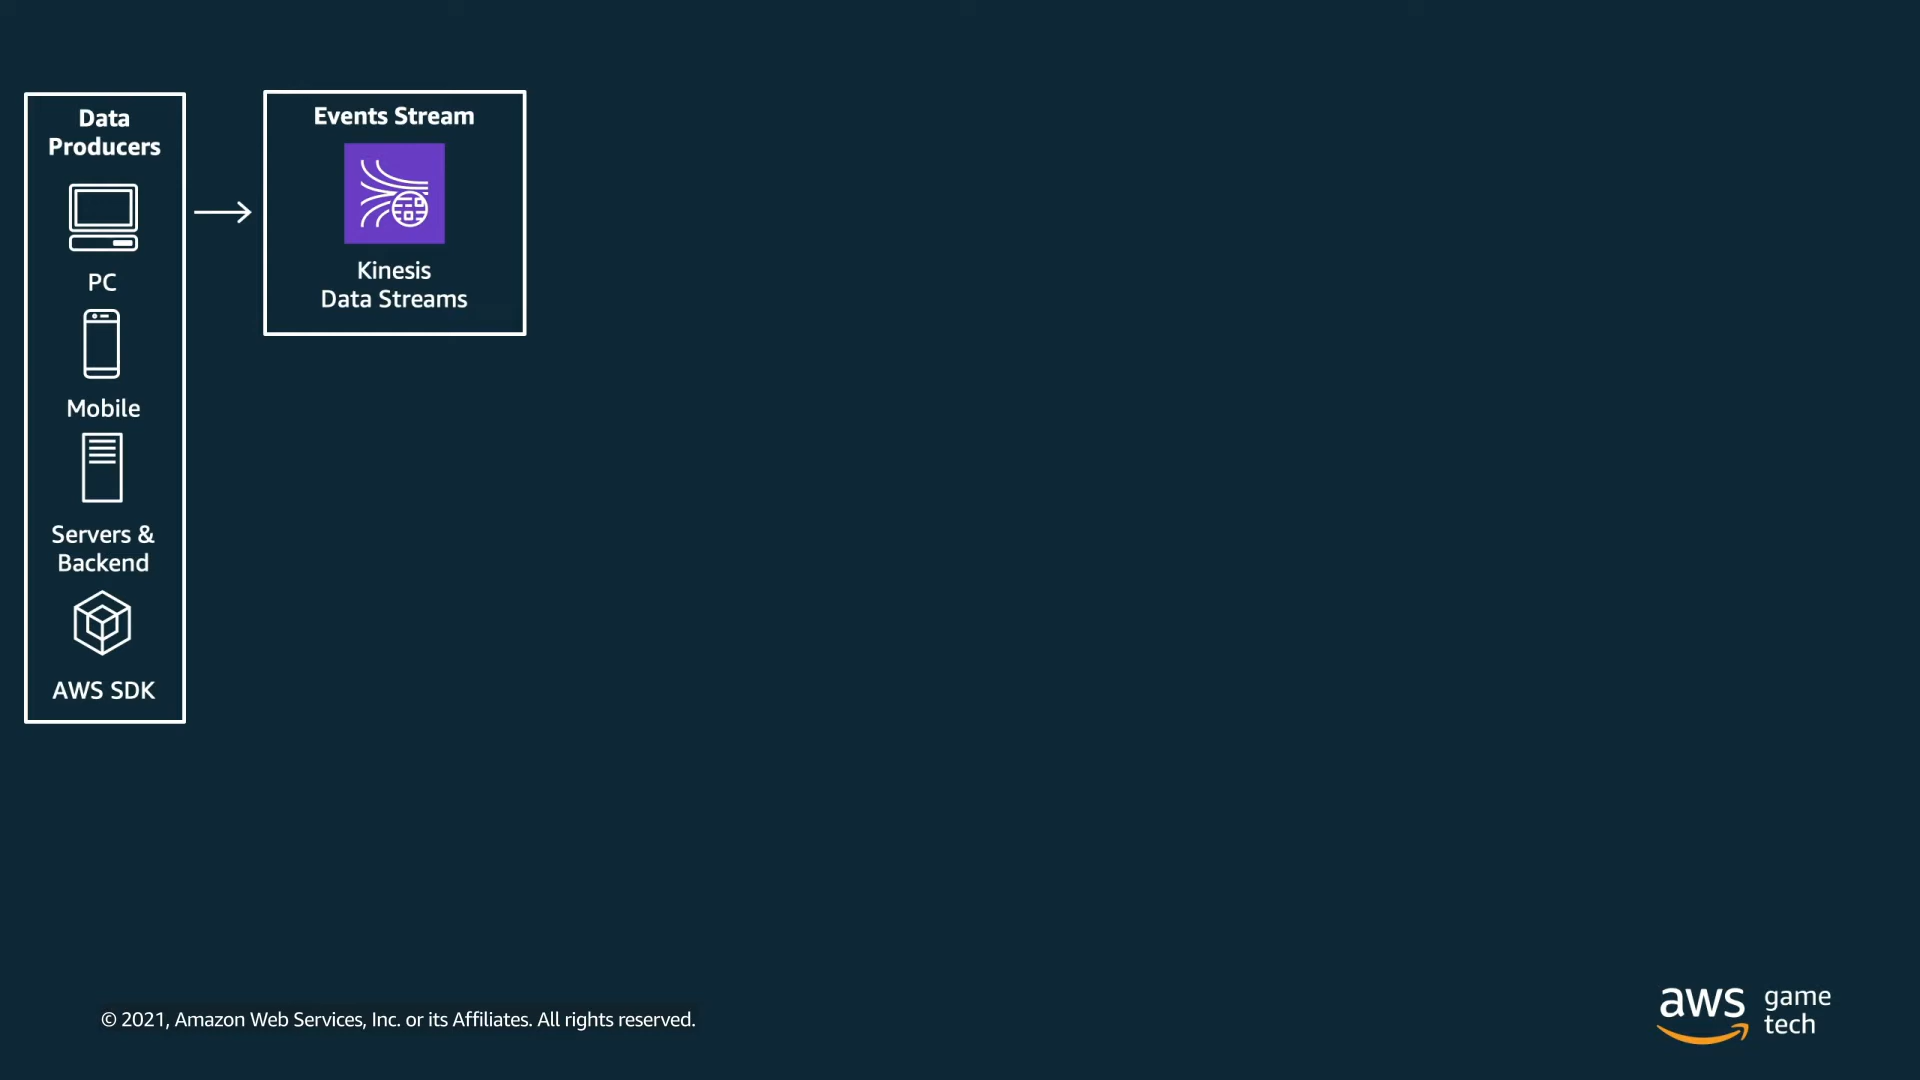 Data
Producers
PC
Mobile
Servers &
Backend
AWS SDK
Events Stream
Kinesis
Data Streams
© 2021, Amazon Web Services, Inc. or its Affiliates. All rights reserved.
aws game
tech